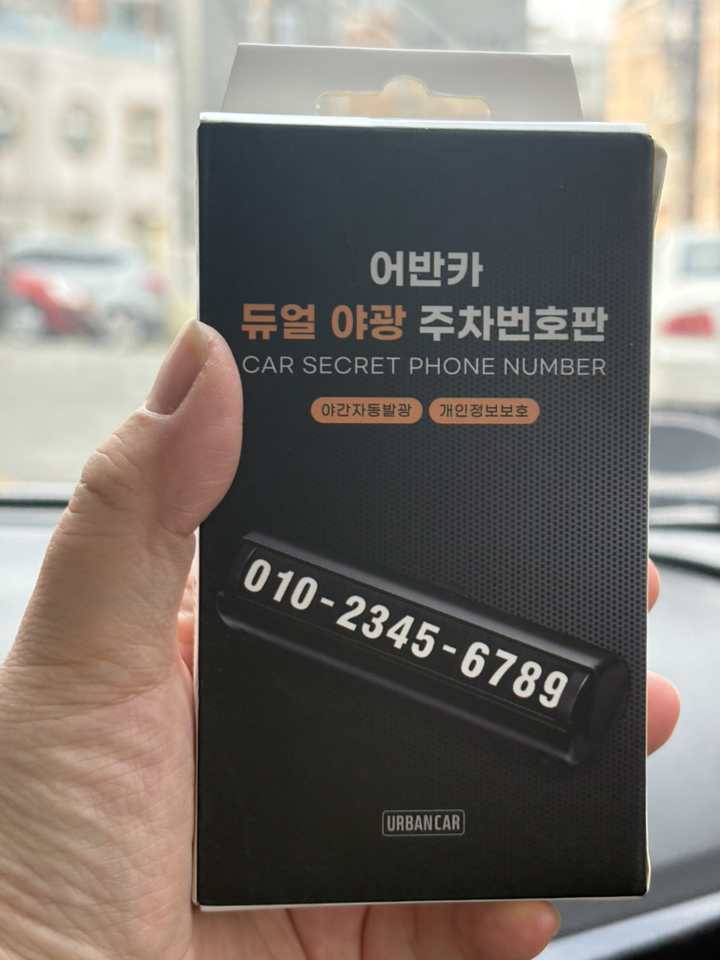 어반카
듀얼 야광 주차번호판
CAR SECRET PHONE NUMBER
야간자동발광 개인정보보호
010-2345-6789
URBANCAR